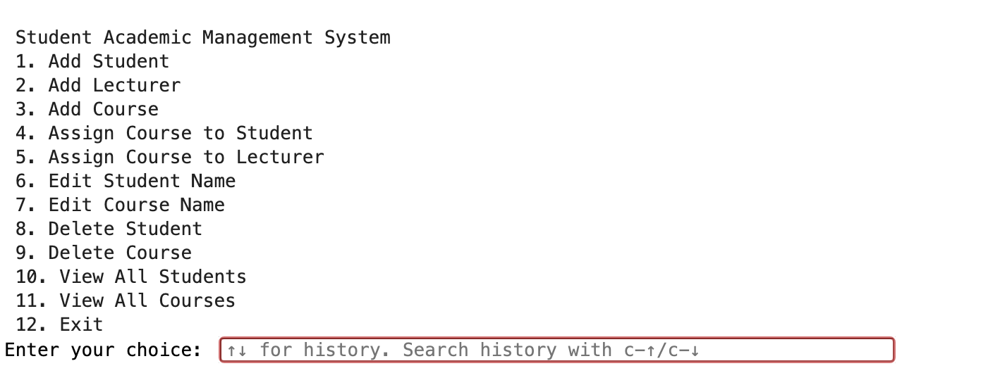 Student Academic Management System
1. Add Student
2. Add Lecturer
3. Add Course
4. Assign Course to Student
5. Assign Course to Lecturer
6. Edit Student Name
7. Edit Course Name
8. Delete Student
9. Delete Course
10. View All Students
11. View All Courses
12. Exit
Enter your choice: ↑↓ for history. Search history with c-↑/c-↓